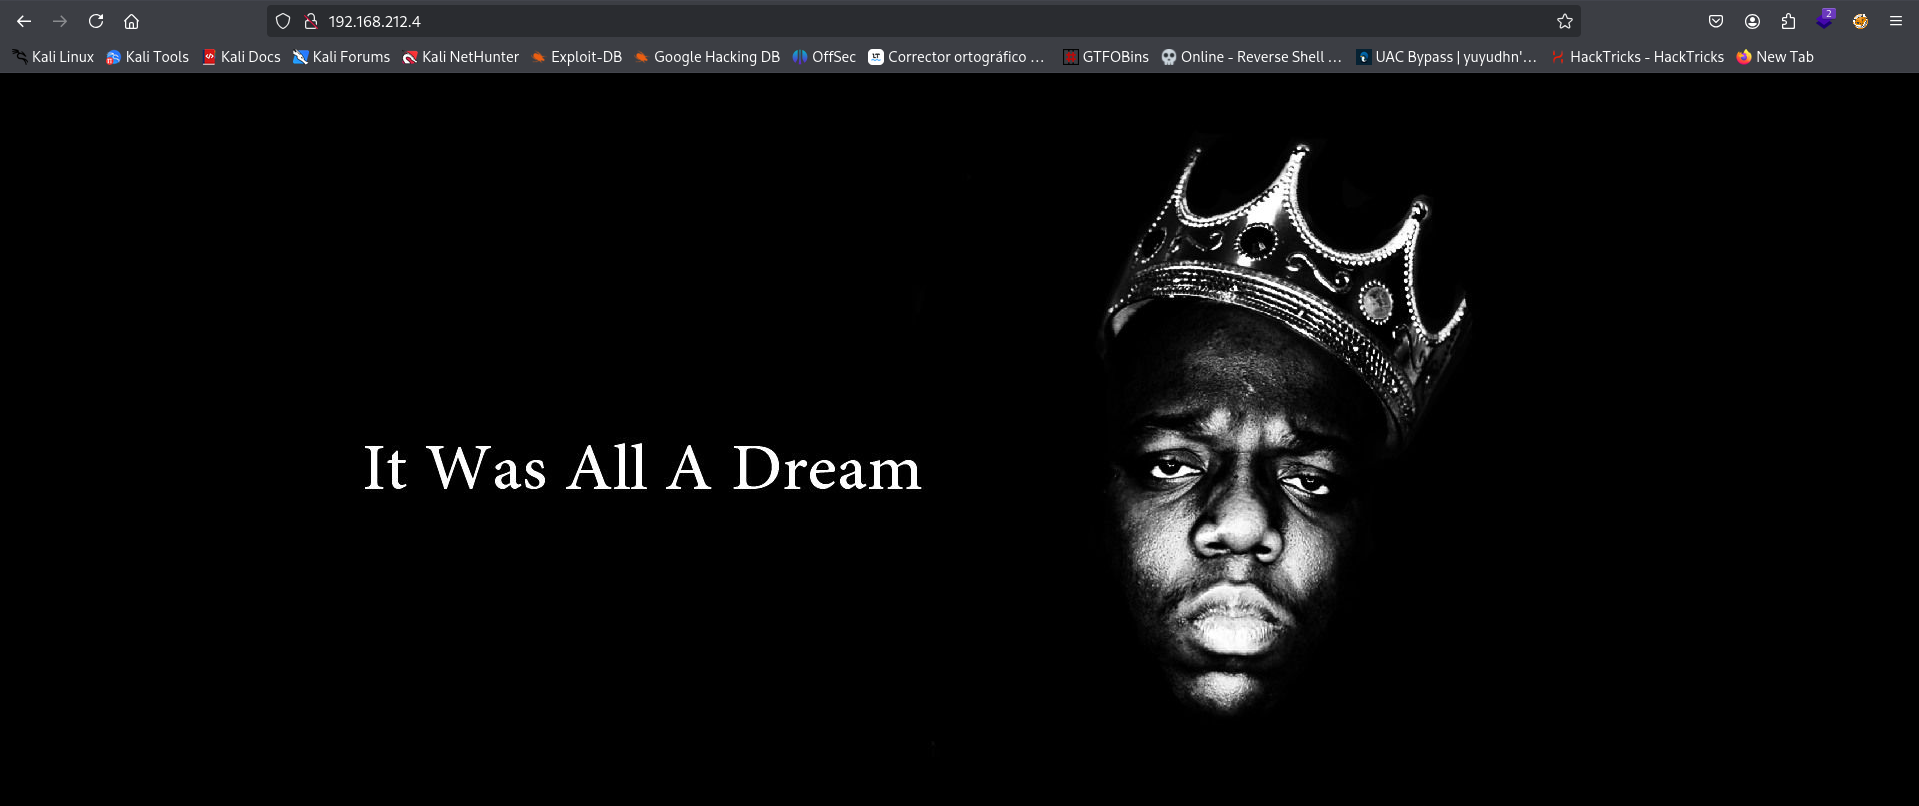 192.168.212.4
2
Kali Linux Kali Tools Kali Docs Kali Forums Kali NetHunter Exploit-DB Google Hacking DB OffSec LT Corrector ortográfico … GTFOBins Online - Reverse Shell … UAC Bypass | yuyudhn'… HackTricks - HackTricks New Tab
It Was All A Dream